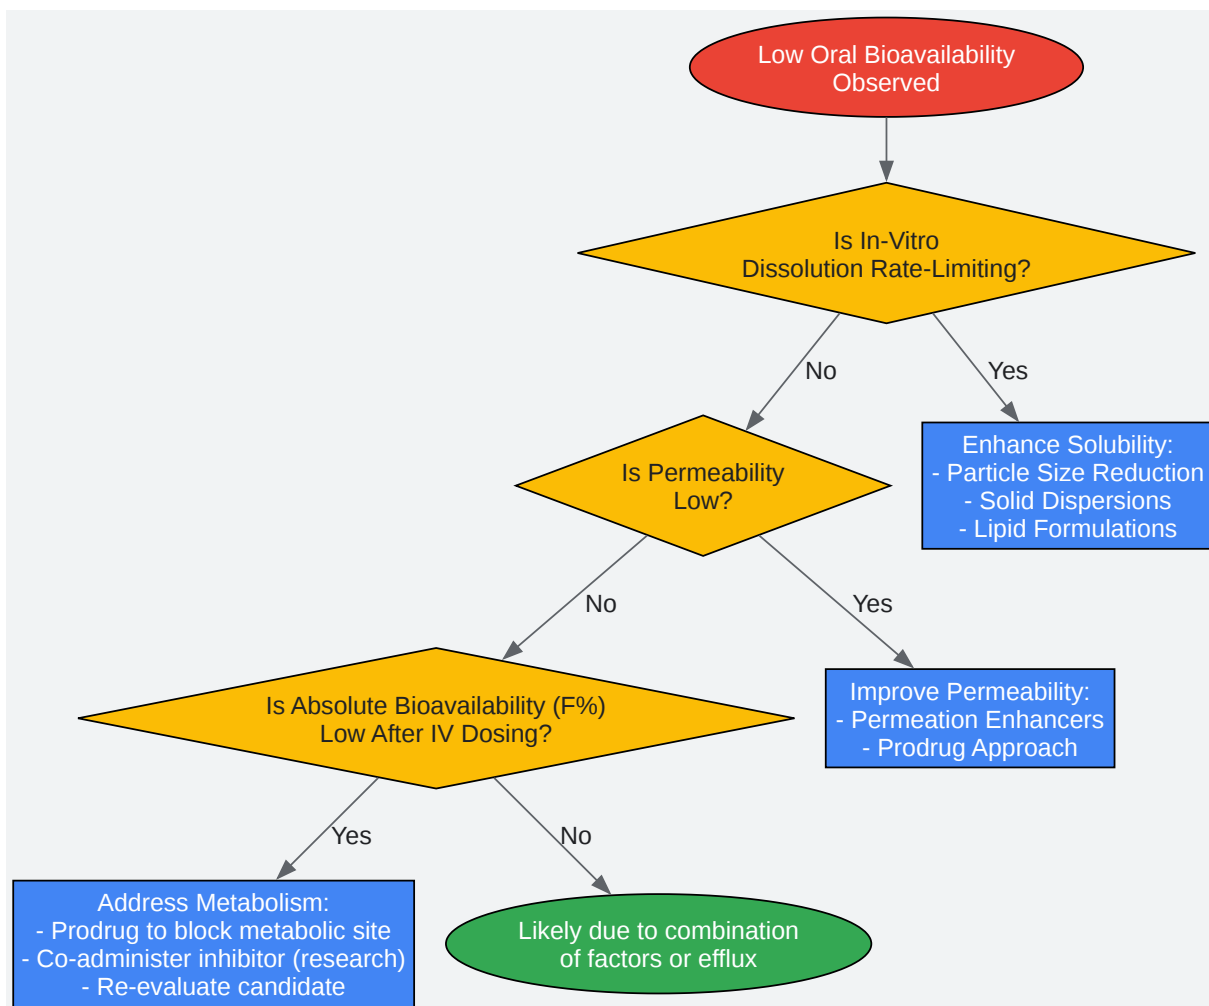 Low Oral Bioavailability
Observed
Is In-Vitro
Dissolution Rate-Limiting?
No
Yes
Is Permeability
Low?
Enhance Solubility:
- Particle Size Reduction
- Solid Dispersions
- Lipid Formulations
No
Yes
Is Absolute Bioavailability (F%)
Low After IV Dosing?
Improve Permeability:
- Permeation Enhancers
- Prodrug Approach
Yes
No
Address Metabolism:
- Prodrug to block metabolic site
- Co-administer inhibitor (research)
- Re-evaluate candidate
Likely due to combination
of factors or efflux